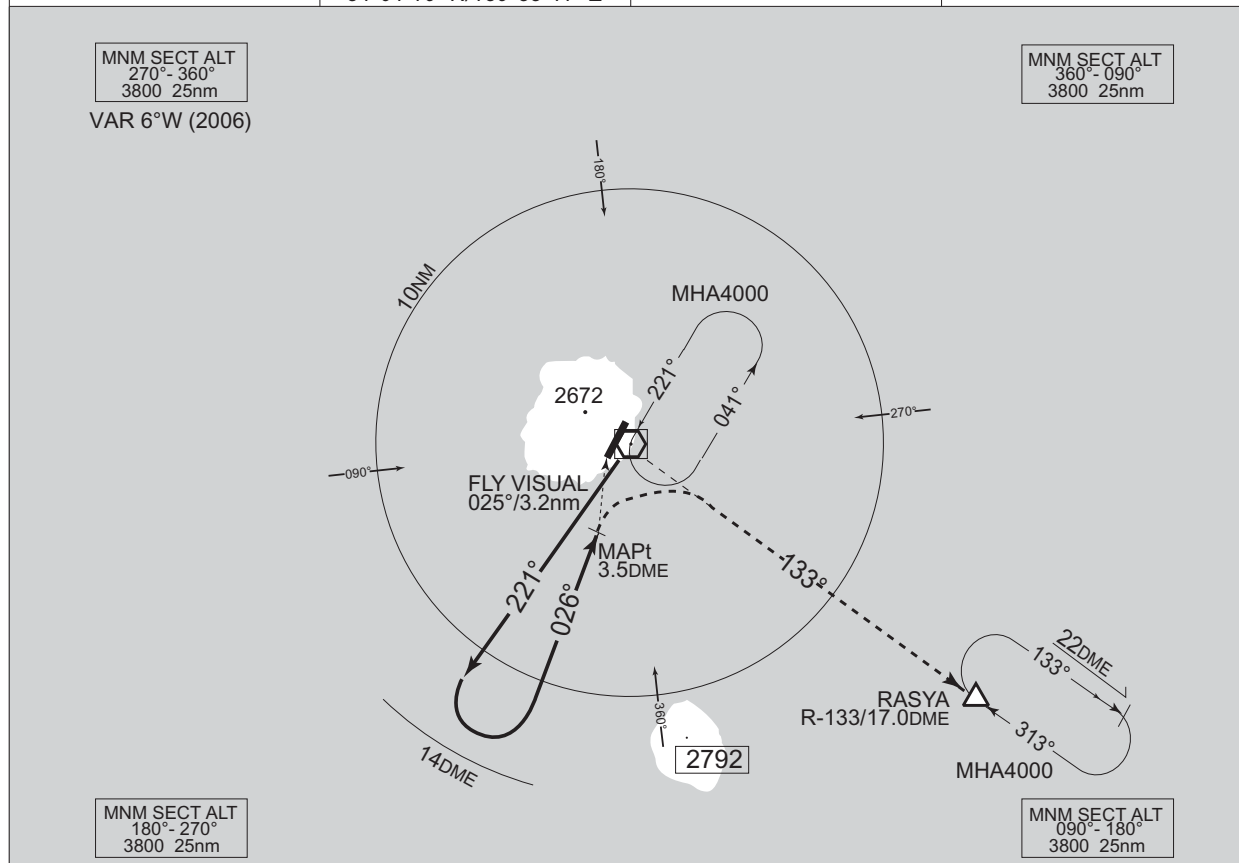 MNM SECT ALT
270°- 360°
3800 25nm
VAR 6°W (2006)
MNM SECT ALT
360°- 090°
3800 25nm
180°
10NM
MHA4000
2672
221°
041°
270°
090°
FLY VISUAL
025°/3.2nm
MAPt
3.5DME
221°
026°
133°
360°
2792
14DME
RASYA
R-133/17.0DME
22DME
133°
313°
MHA4000
MNM SECT ALT
180°- 270°
3800 25nm
MNM SECT ALT
090°- 180°
3800 25nm